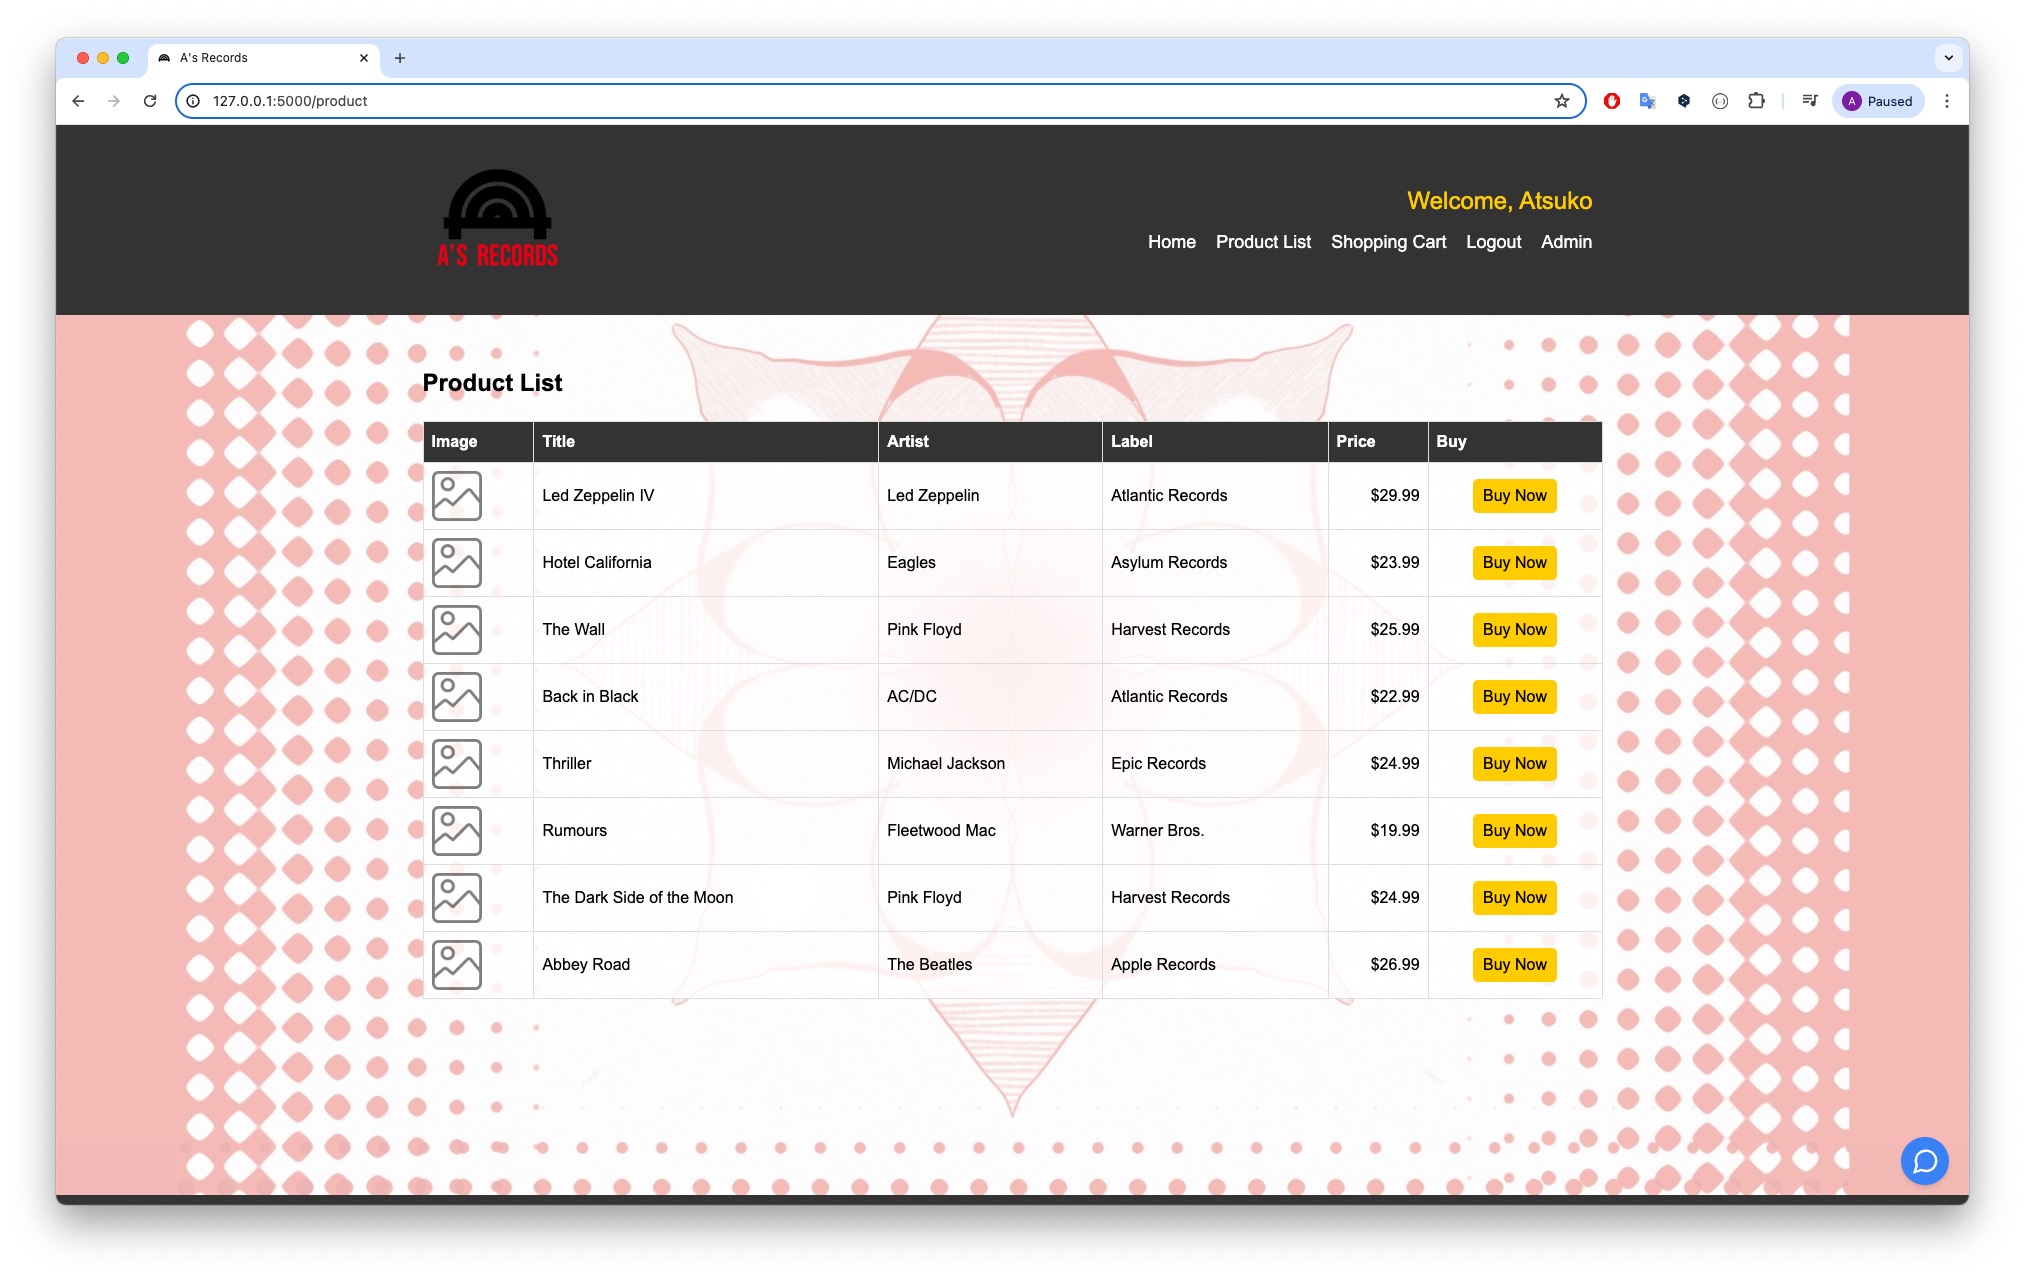 A's Records
127.0.0.1:5000/product
A Paused
Welcome, Atsuko
A'S RECORDS
Home Product List Shopping Cart Logout Admin
Product List
Image Title Artist Label Price Buy
Led Zeppelin IV Led Zeppelin Atlantic Records $29.99 Buy Now
Hotel California Eagles Asylum Records $23.99 Buy Now
The Wall Pink Floyd Harvest Records $25.99 Buy Now
Back in Black AC/DC Atlantic Records $22.99 Buy Now
Thriller Michael Jackson Epic Records $24.99 Buy Now
Rumours Fleetwood Mac Warner Bros. $19.99 Buy Now
The Dark Side of the Moon Pink Floyd Harvest Records $24.99 Buy Now
Abbey Road The Beatles Apple Records $26.99 Buy Now